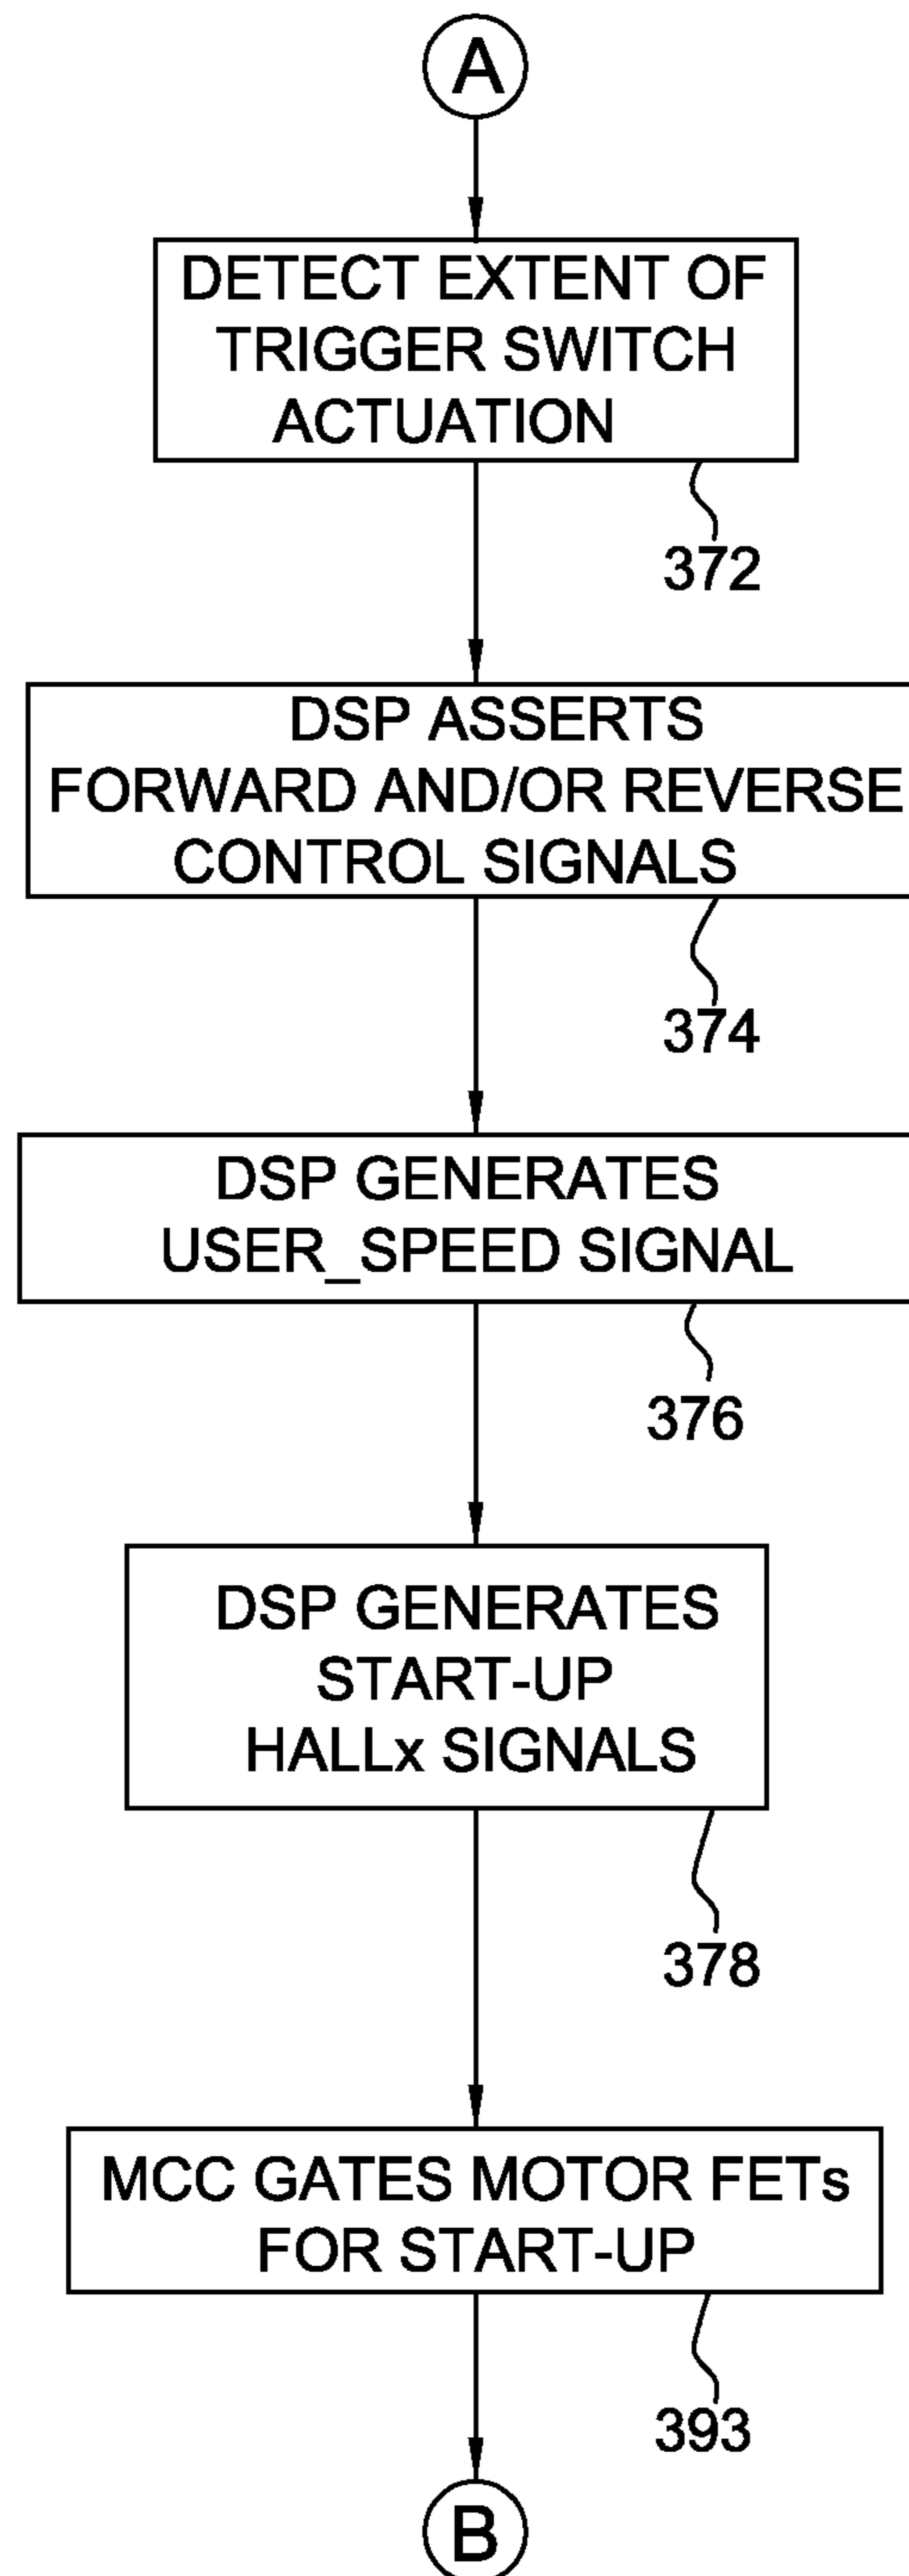 A
DETECT EXTENT OF
TRIGGER SWITCH
ACTUATION
372
DSP ASSERTS
FORWARD AND/OR REVERSE
CONTROL SIGNALS
374
DSP GENERATES
USER_SPEED SIGNAL
376
DSP GENERATES
START-UP
HALLx SIGNALS
378
MCC GATES MOTOR FETs
FOR START-UP
393
B